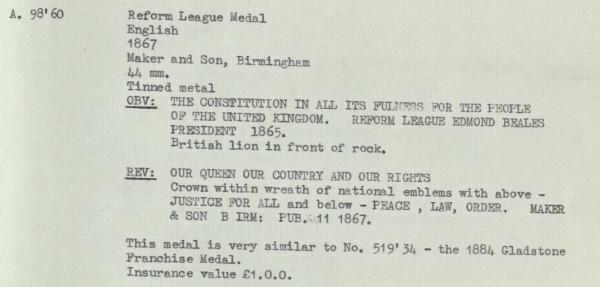 A. 98'60 Reform League Medal
English
1867
Maker and Son, Birmingham
44 mm.
Tinned metal
OBV: THE CONSTITUTION IN ALL ITS FULNESS FOR THE PEOPLE
OF THE UNITED KINGDOM. REFORM LEAGUE EDMOND BEALES
PRESIDENT 1865.
British lion in front of rock.
REV: OUR QUEEN OUR COUNTRY AND OUR RIGHTS
Crown within wreath of national emblems with above -
JUSTICE FOR ALL and below - PEACE , LAW, ORDER. MAKER
& SON B IRM: PUB. 11 1867.
This medal is very similar to No. 519'34 - the 1884 Gladstone
Franchise Medal.
Insurance value £1.0.0.